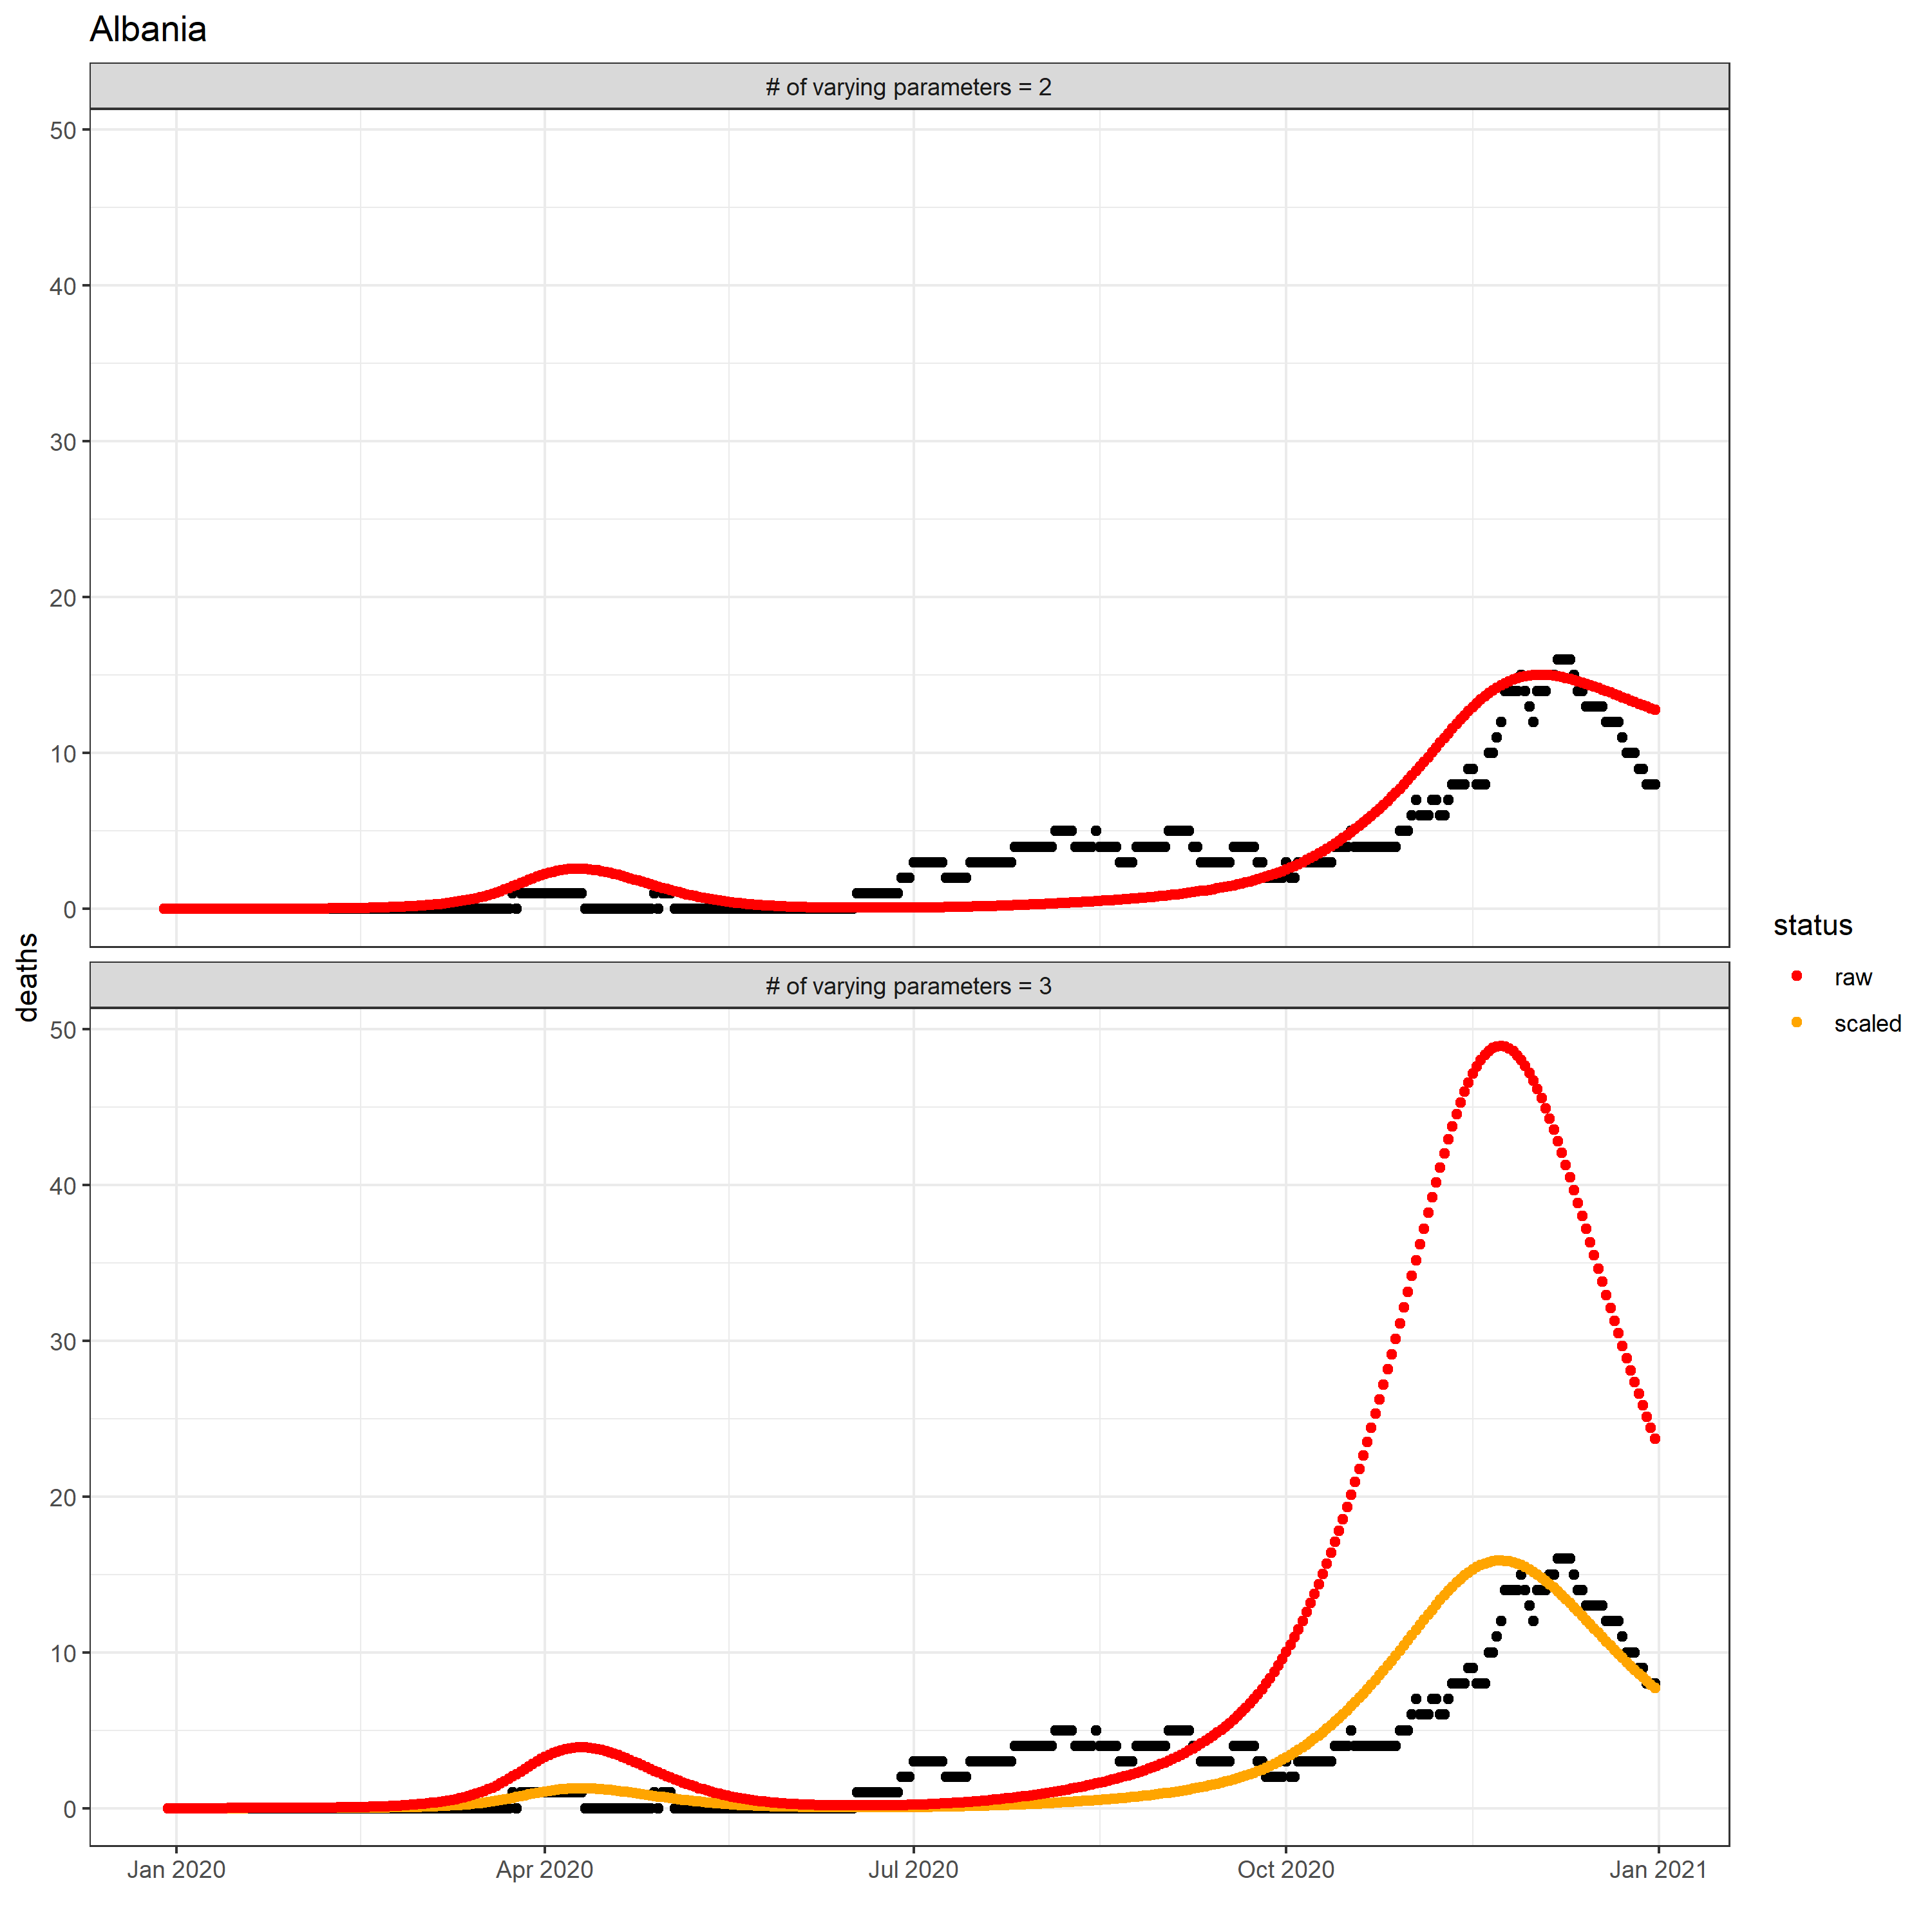 Albania
# of varying parameters = 2
50
40
30
20
10
0
deaths
# of varying parameters = 3
50
40
30
20
10
0
Jan 2020
Apr 2020
Jul 2020
Oct 2020
Jan 2021
status
raw
scaled